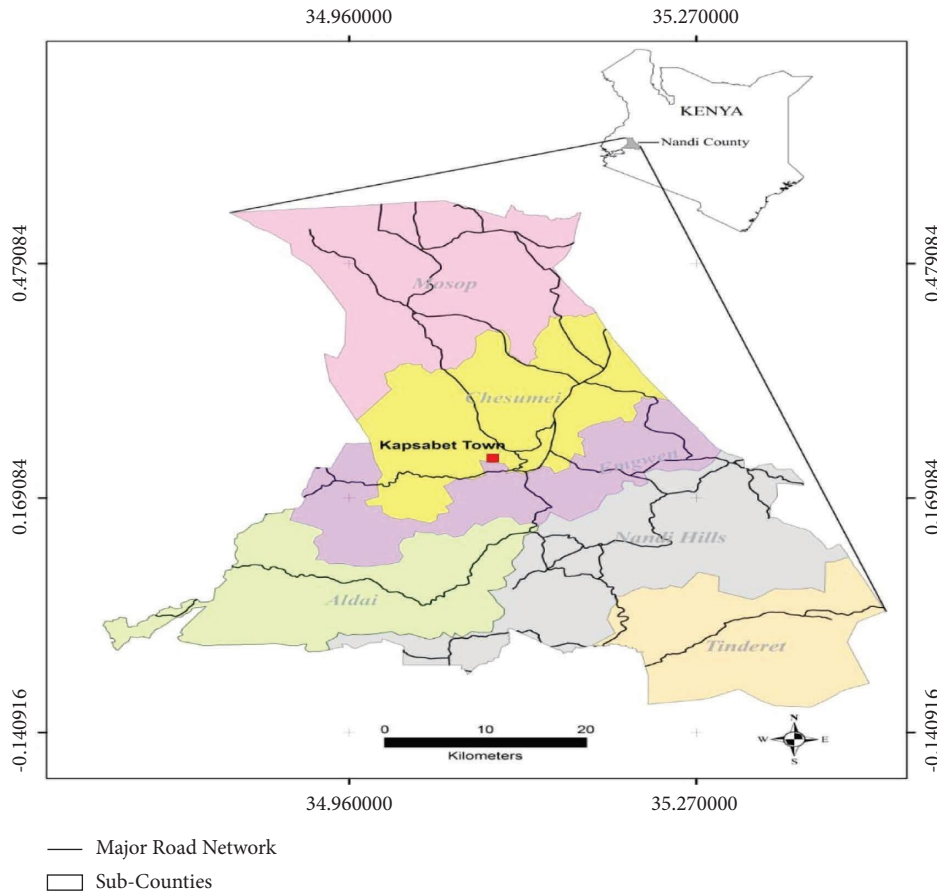 34.960000 35.270000
KENYA
Nandi County
0.479084 0.479084
Mosop
Chesumei
Kapsabet Town
Emgwen
0.169084 0.169084
Nandi Hills
Aldai
Tinderet
-0.140916 -0.140916
0 10 20
Kilometers
N
W E
S
34.960000 35.270000
Major Road Network
Sub-Counties